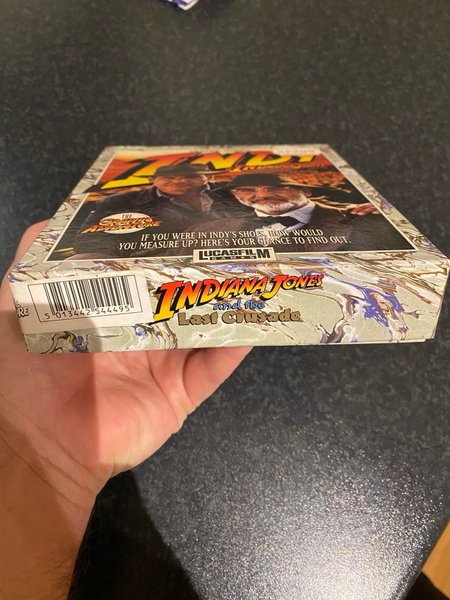 INDY
THE
GRAPHIC
ADVENTURE
IF YOU WERE IN INDY'S SHOES, HOW WOULD
YOU MEASURE UP? HERE'S YOUR CHANCE TO FIND OUT.
LUCASFILM
GAMES
INDIANA JONES
and the
Last Crusade
5 013442 544495